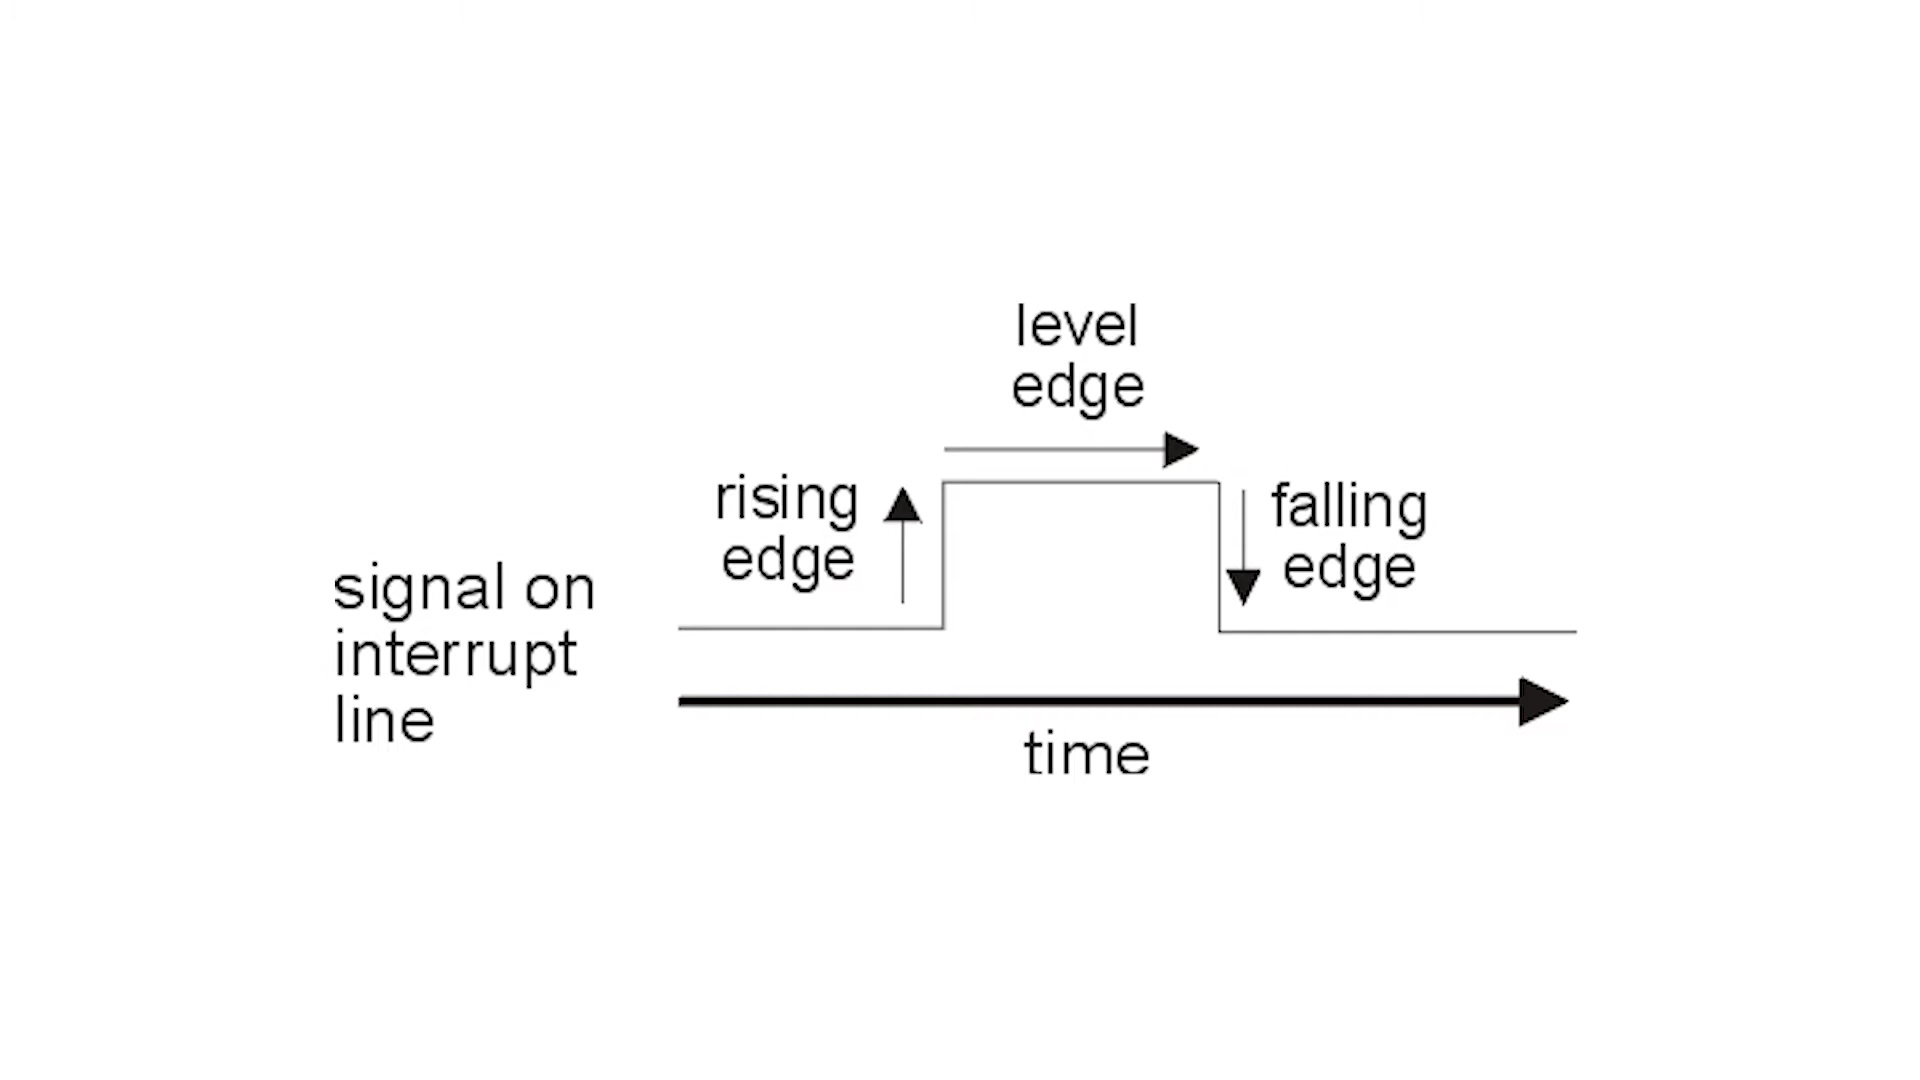 level
edge
rising
edge
falling
edge
signal on
interrupt
line
time